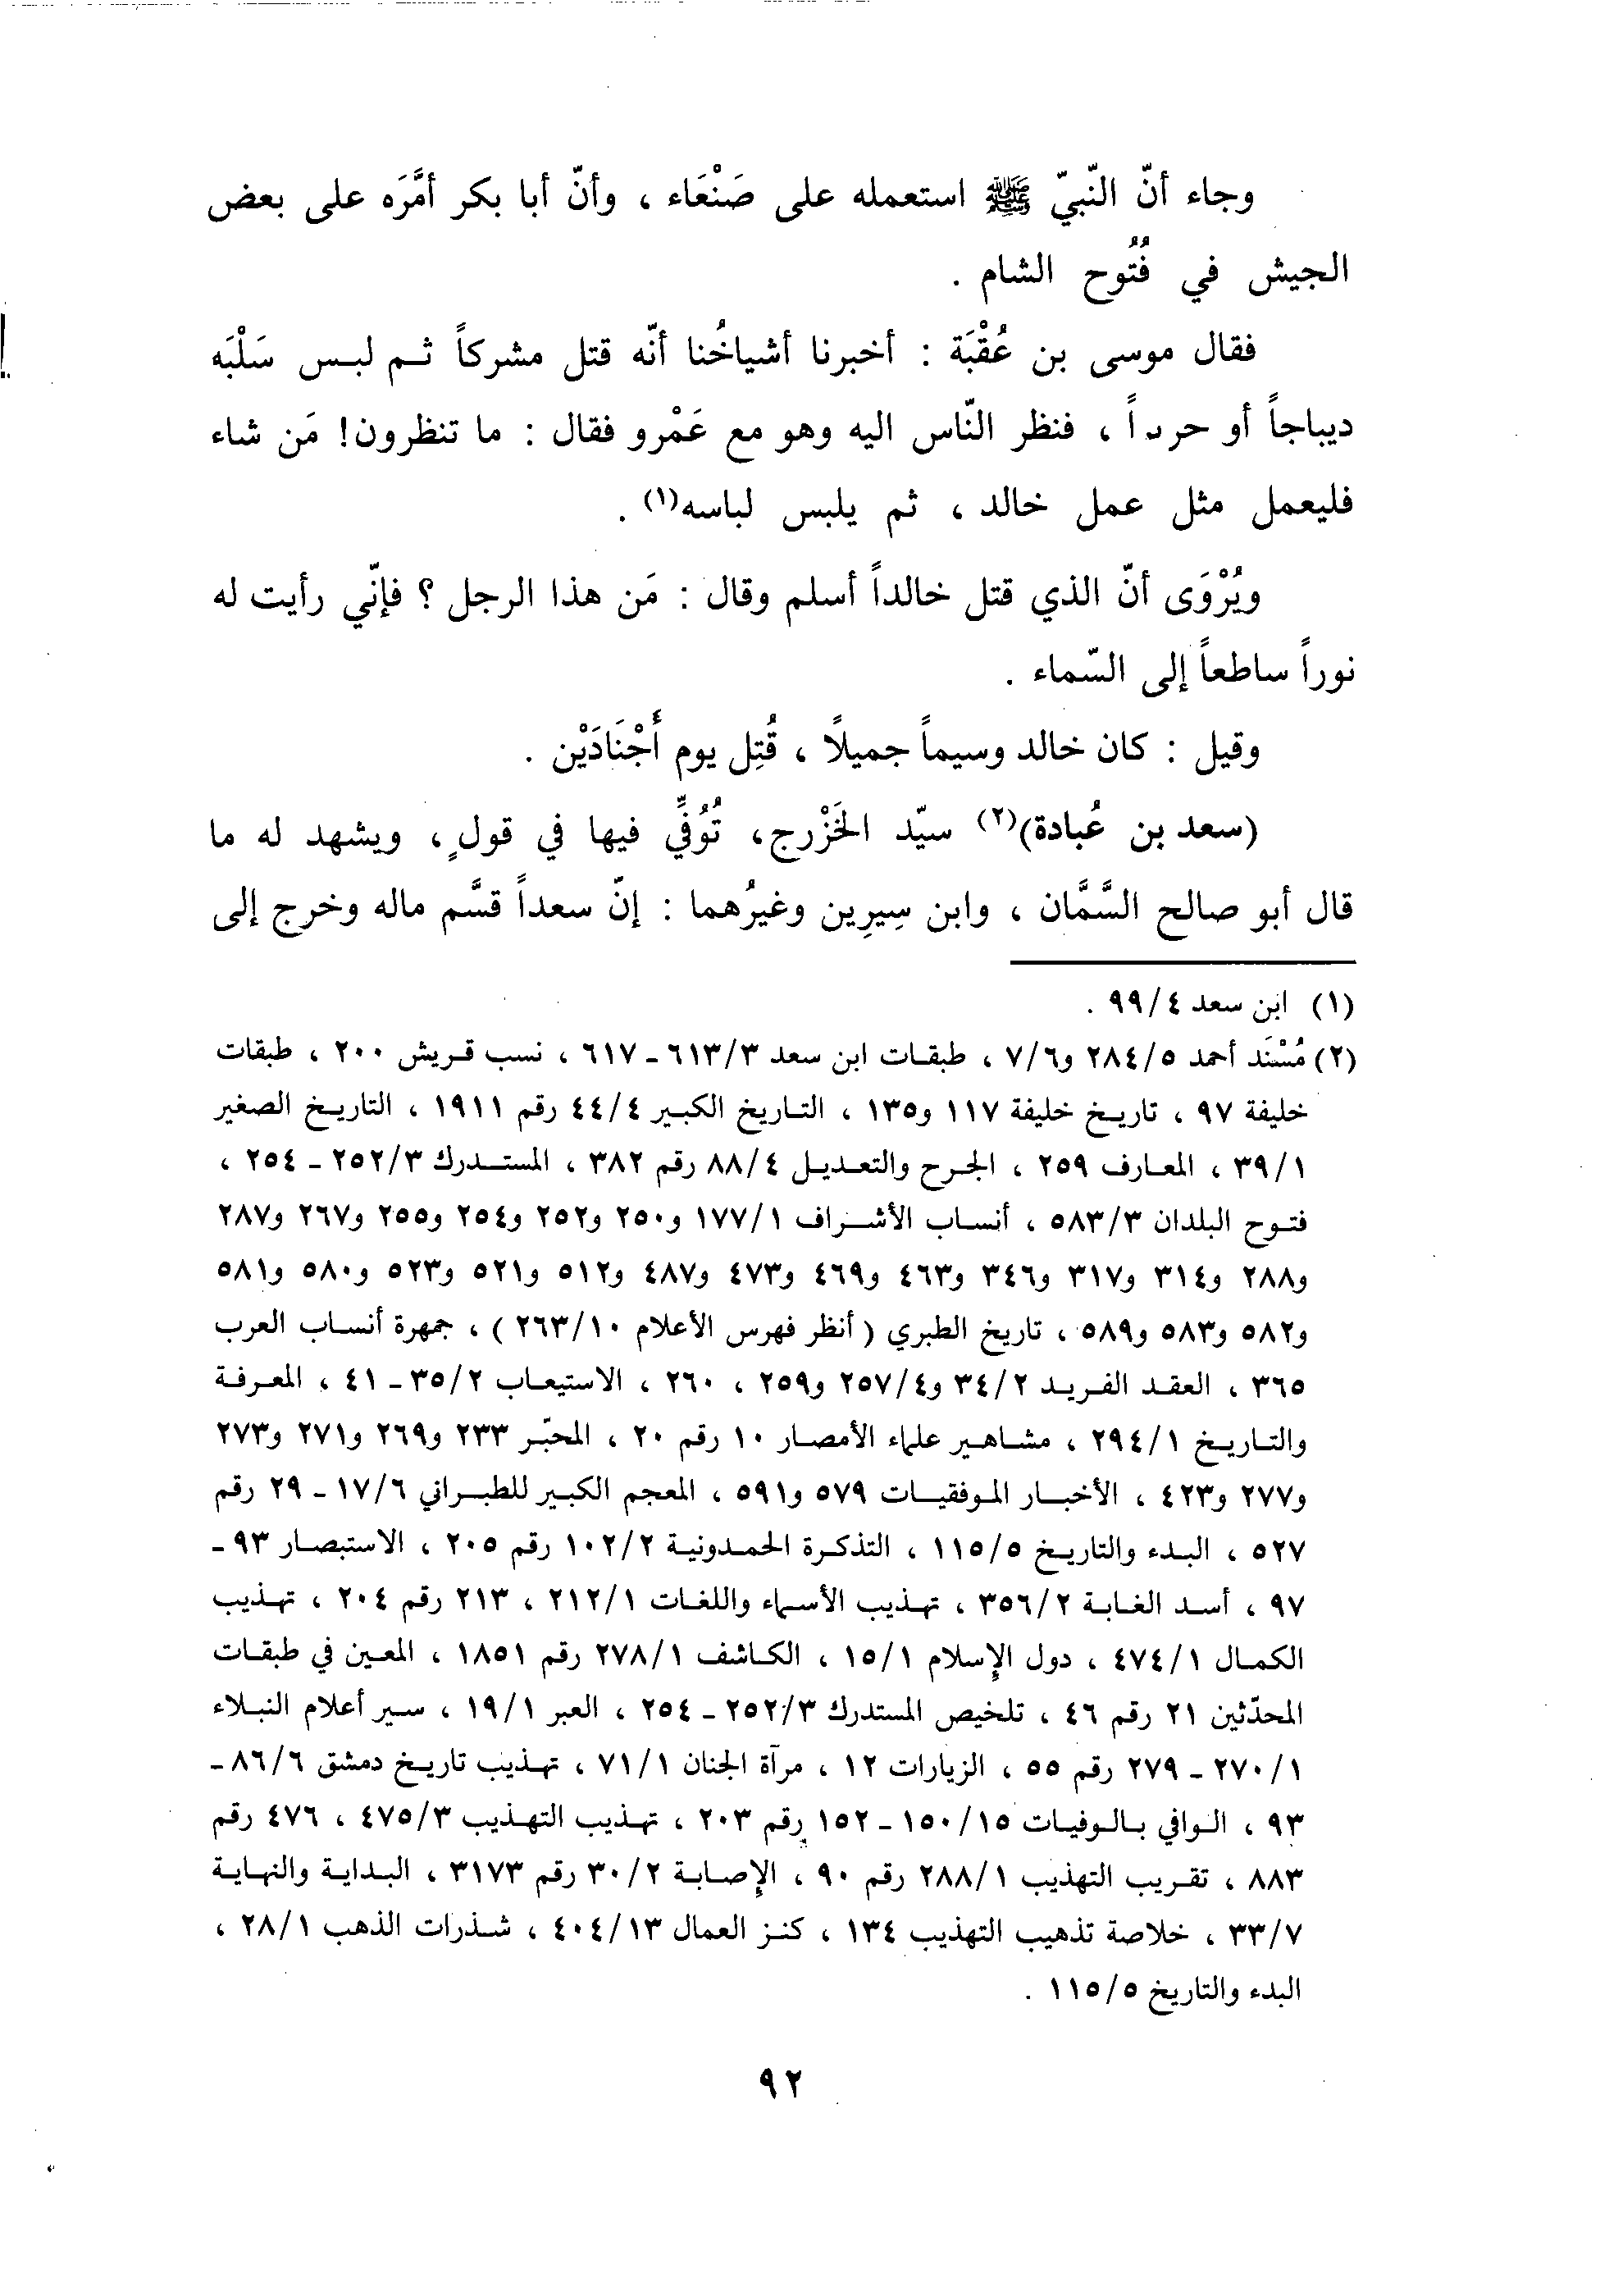 وجاء أنّ النّبيّ ﷺ استعمله على صَنْعَاء ، وأنّ أبا بكر أمَّرَه على بعض
الجيش في فُتُوح الشام .
فقال موسى بن عُقْبَة : أخبرنا أشياخُنا أنّه قتل مشركاً ثم لبس سَلْبَه
ديباجاً أو ، فنظر النّاس اليه وهو مع عَمْرو فقال : ما تنظرون! مَن شاء
فليعمل مثل عمل خالد ، ثم يلبس لباسه(١) .
ويُرْوَى أنّ الذي قتل خالداً أسلم وقال : مَن هذا الرجل ؟ فإنّي رأيت له
نوراً ساطعاً إلى السّماء .
وقيل : كان خالد وسيماً جميلاً ، قُتِل يوم أَجْنَادَيْن .
(سعد بن عُبادة)(٢) سيّد الخَزْرج، تُوُفِّي فيها في قولٍ، ويشهد له ما
قال أبو صالح السَّمَّان ، وابن سِيرِين وغيرُهما : إنّ سعداً قسَّم ماله وخرج إلى
(١) ابن سعد ٩٩/٤ .
(٢) مُسْنَد أحمد ٢٨٤/٥ و٧/٦ ، طبقات ابن سعد ٦١٣/٣ - ٦١٧ ، نسب قريش ٢٠٠ ، طبقات
خليفة ٩٧ ، تاريخ خليفة ١١٧ و١٣٥ ، التاريخ الكبير ٤٤/٤ رقم ١٩١١ ، التاريخ الصغير
٣٩/١ ، المعارف ٢٥٩ ، الجرح والتعديل ٨٨/٤ رقم ٣٨٢ ، المستدرك ٢٥٢/٣ - ٢٥٤ ،
فتوح البلدان ٥٨٣/٣ ، أنساب الأشراف ١٧٧/١ و٢٥٠ و٢٥٢ و٢٥٤ و٢٥٥ و٢٦٧ و٢٨٧
و٢٨٨ و٣١٤ و٣١٧ و٣٤٦ و٤٦٣ و٤٦٩ و٤٧٣ و٤٨٧ و٥١٢ و٥٢١ و٥٢٣ و٥٨٠ و٥٨١
و٥٨٢ و٥٨٣ و٥٨٩ ، تاريخ الطبري ( أنظر فهرس الأعلام ٢٦٣/١٠ ) ، جمهرة أنساب العرب
٣٦٥ ، العقد الفريد ٣٤/٢ و٢٥٧/٤ و٢٥٩ ، ٢٦٠ ، الاستيعاب ٣٥/٢ - ٤١ ، المعرفة
والتاريخ ٢٩٤/١ ، مشاهير علماء الأمصار ١٠ رقم ٢٠ ، المحبّر ٢٣٣ و٢٦٩ و٢٧١ و٢٧٣
و٢٧٧ و٤٢٣ ، الأخبار الموفقيات ٥٧٩ و٥٩١ ، المعجم الكبير للطبراني ١٧/٦ - ٢٩ رقم
٥٢٧ ، البدء والتاريخ ١١٥/٥ ، التذكرة الحمدونية ١٠٢/٢ رقم ٢٠٥ ، الاستبصار ٩٣ -
٩٧ ، أسد الغابة ٣٥٦/٢ ، تهذيب الأسماء واللغات ٢١٢/١ ، ٢١٣ رقم ٢٠٤ ، تهذيب
الكمال ٤٧٤/١ ، دول الإسلام ١٥/١ ، الكاشف ٢٧٨/١ رقم ١٨٥١ ، المعين في طبقات
المحدّثين ٢١ رقم ٤٦ ، تلخيص المستدرك ٢٥٢/٣ - ٢٥٤ ، العبر ١٩/١ ، سير أعلام النبلاء
٢٧٠/١ - ٢٧٩ رقم ٥٥ ، الزيارات ١٢ ، مرآة الجنان ٧١/١ ، تهذيب تاريخ دمشق ٨٦/٦ -
٩٣ ، الوافي بالوفيات ١٥٠/١٥ - ١٥٢ رقم ٢٠٣ ، تهذيب التهذيب ٤٧٥/٣ ، ٤٧٦ رقم
٨٨٣ ، تقريب التهذيب ٢٨٨/١ رقم ٩٠ ، الإصابة ٣٠/٢ رقم ٣١٧٣ ، البداية والنهاية
٣٣/٧ ، خلاصة تذهيب التهذيب ١٣٤ ، كنز العمال ٤٠٤/١٣ ، شذرات الذهب ٢٨/١ ،
البدء والتاريخ ١١٥/٥ .
٩٢